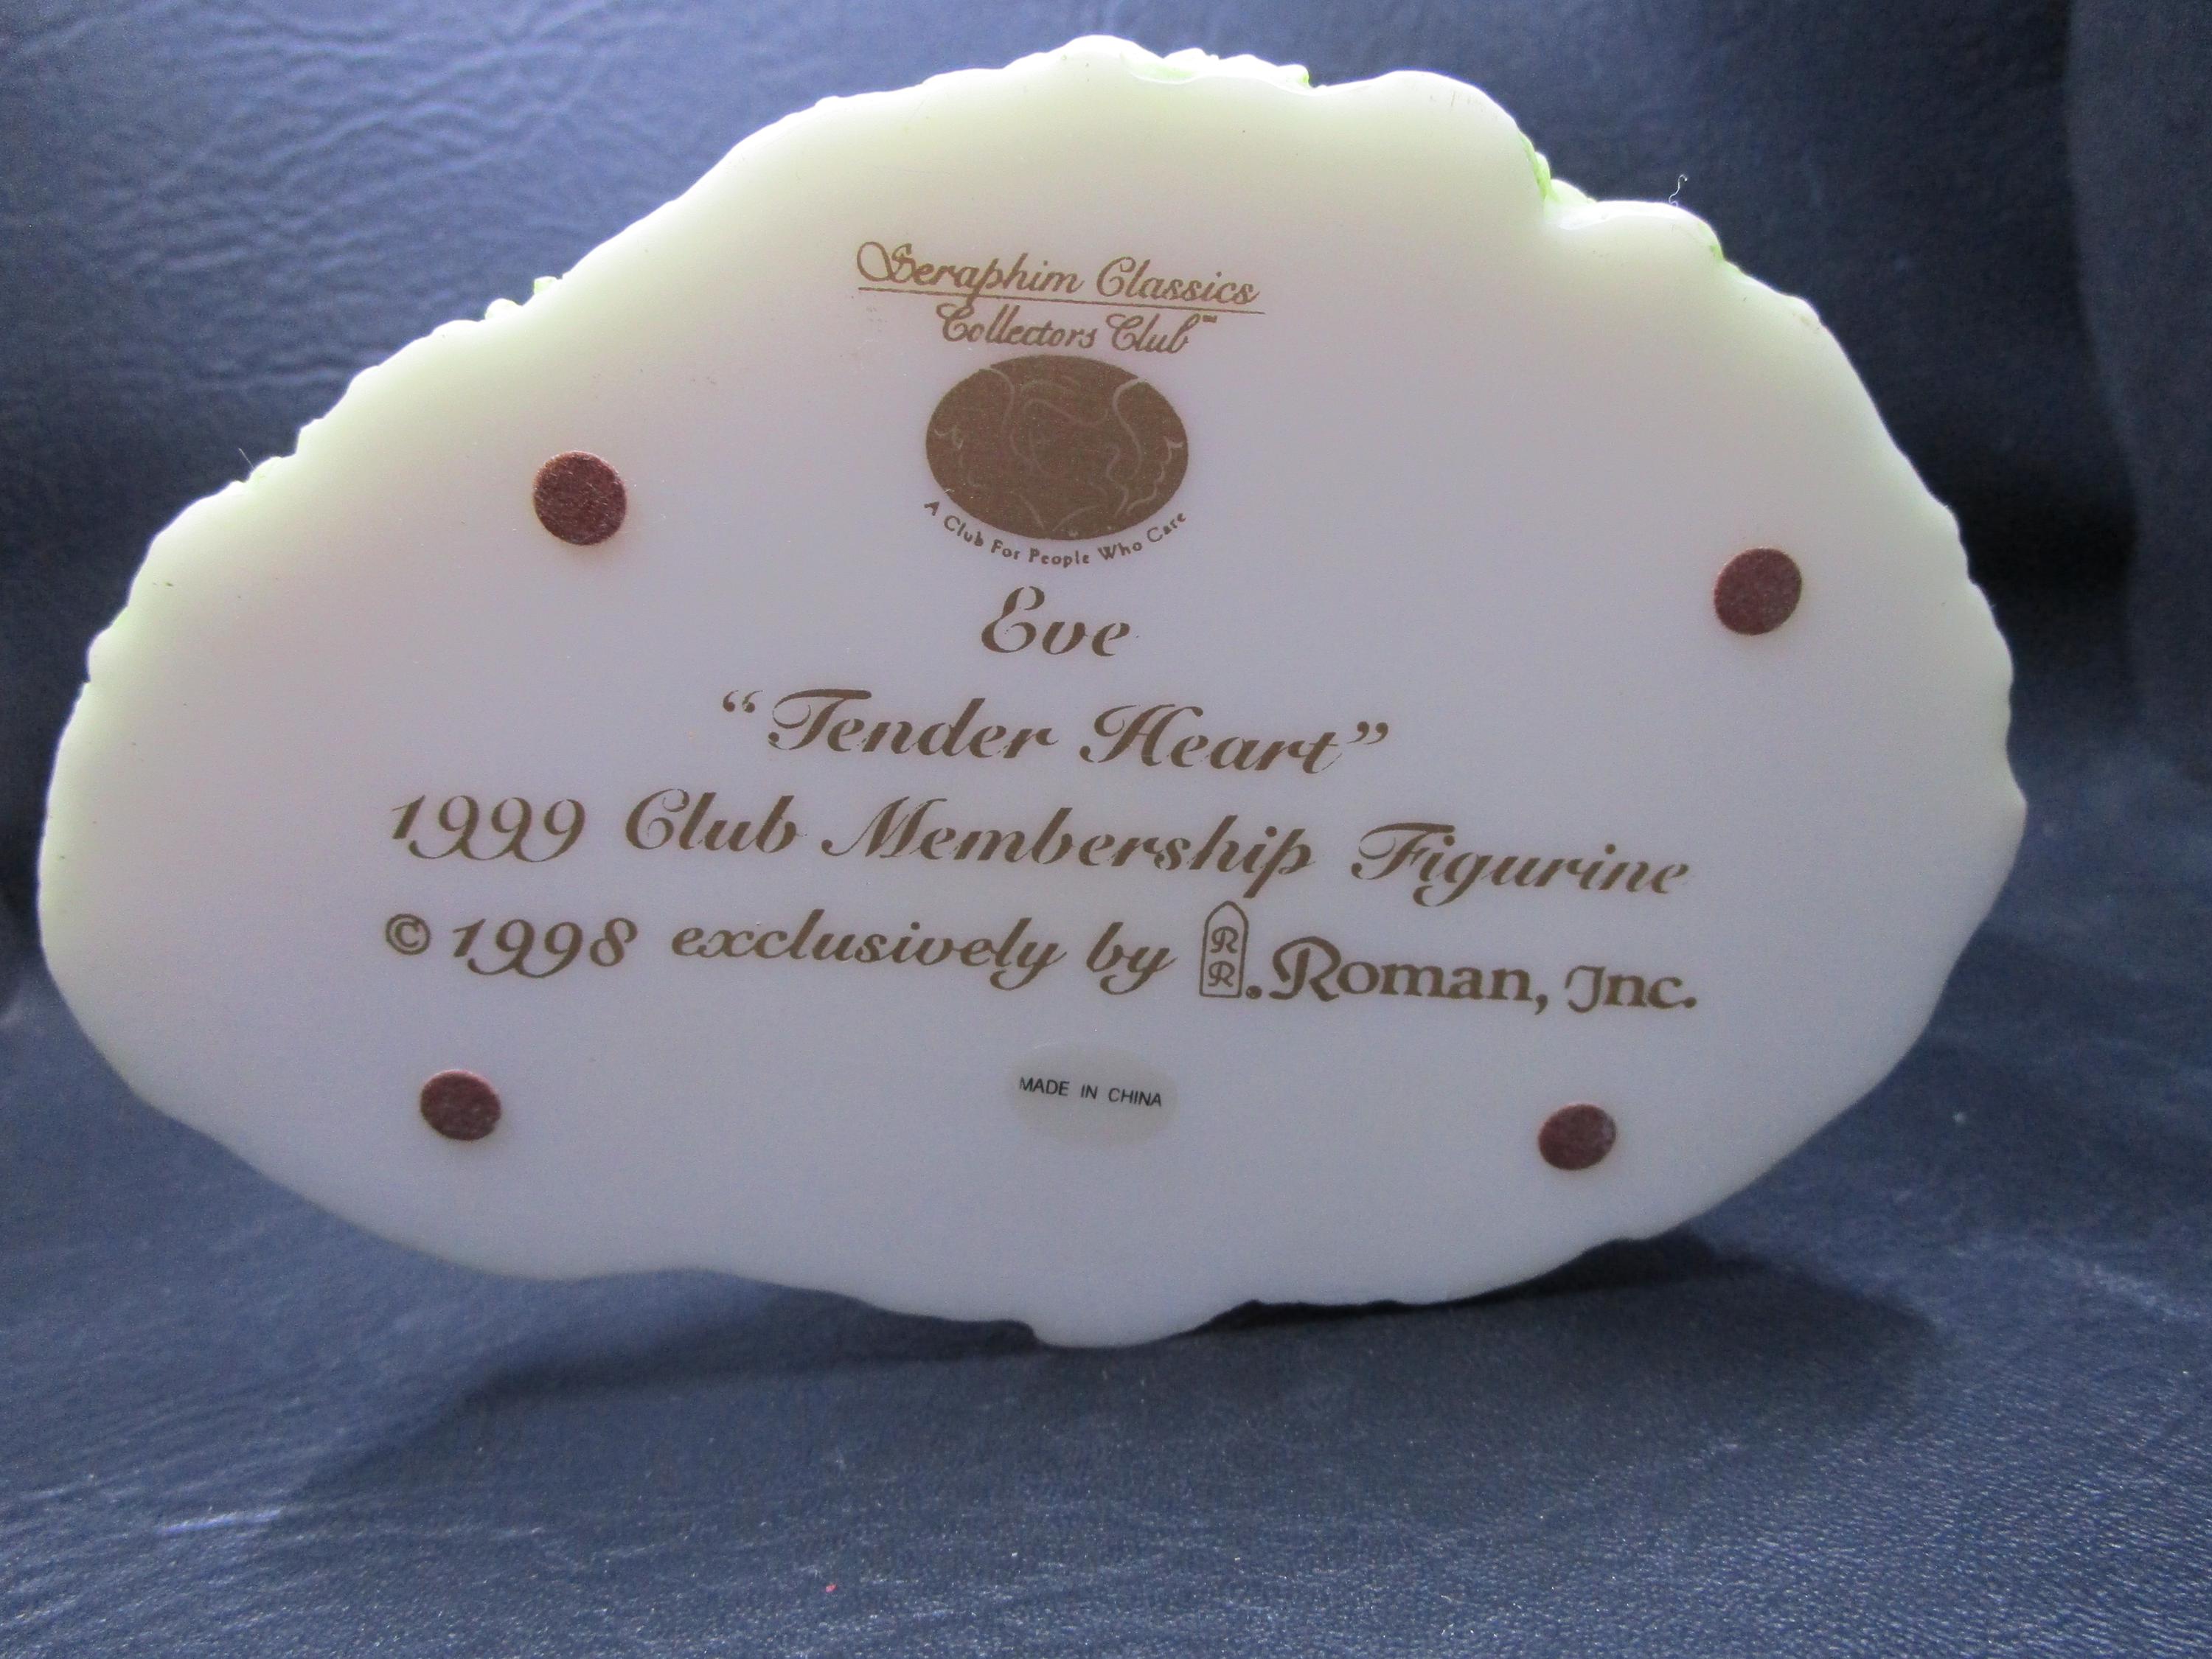 Seraphim Classics
Collectors Club™
A Club For People Who Care
Eve
“Tender Heart”
1999 Club Membership Figurine
© 1998 exclusively by R R. Roman, Inc.
MADE IN CHINA